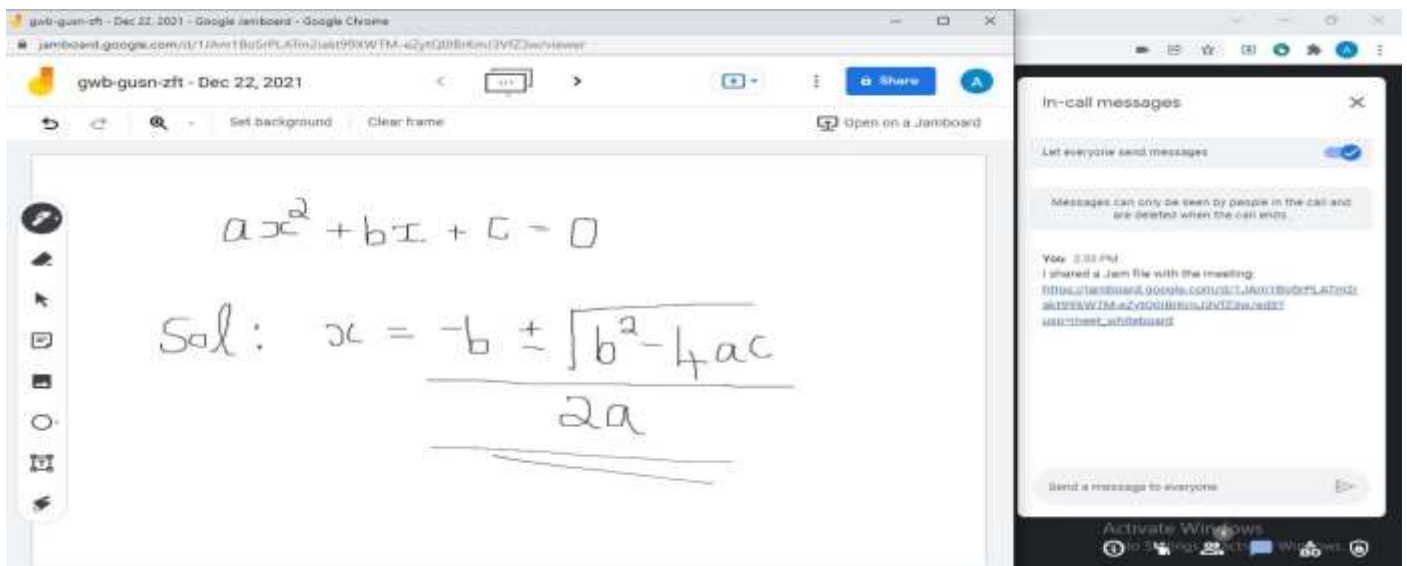 gwb-gusn-zft - Dec 22, 2021 - Google Jamboard - Google Chrome
gwb-gusn-zft - Dec 22, 2021
Share
A
A
Set background
Clear frame
Open on a Jamboard
ax² + bx + c = 0
Sol: x = -b ± √b² - 4ac
2a
In-call messages
Let everyone send messages
Messages can only be seen by people in the call and
are deleted when the call ends.
You 2:33 PM
I shared a Jam file with the meeting:
Send a message to everyone
Activate Windows